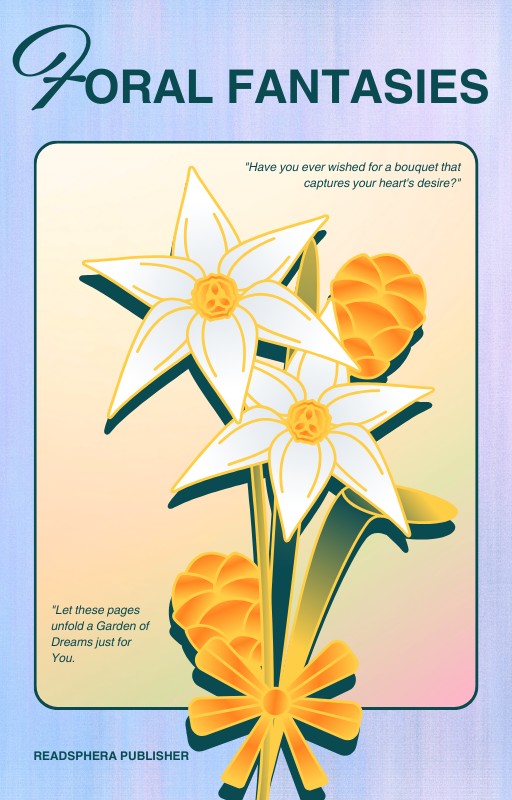 FORAL FANTASIES
"Have you ever wished for a bouquet that
captures your heart's desire?"
"Let these pages
unfold a Garden of
Dreams just for
You.
READSPHERA PUBLISHER